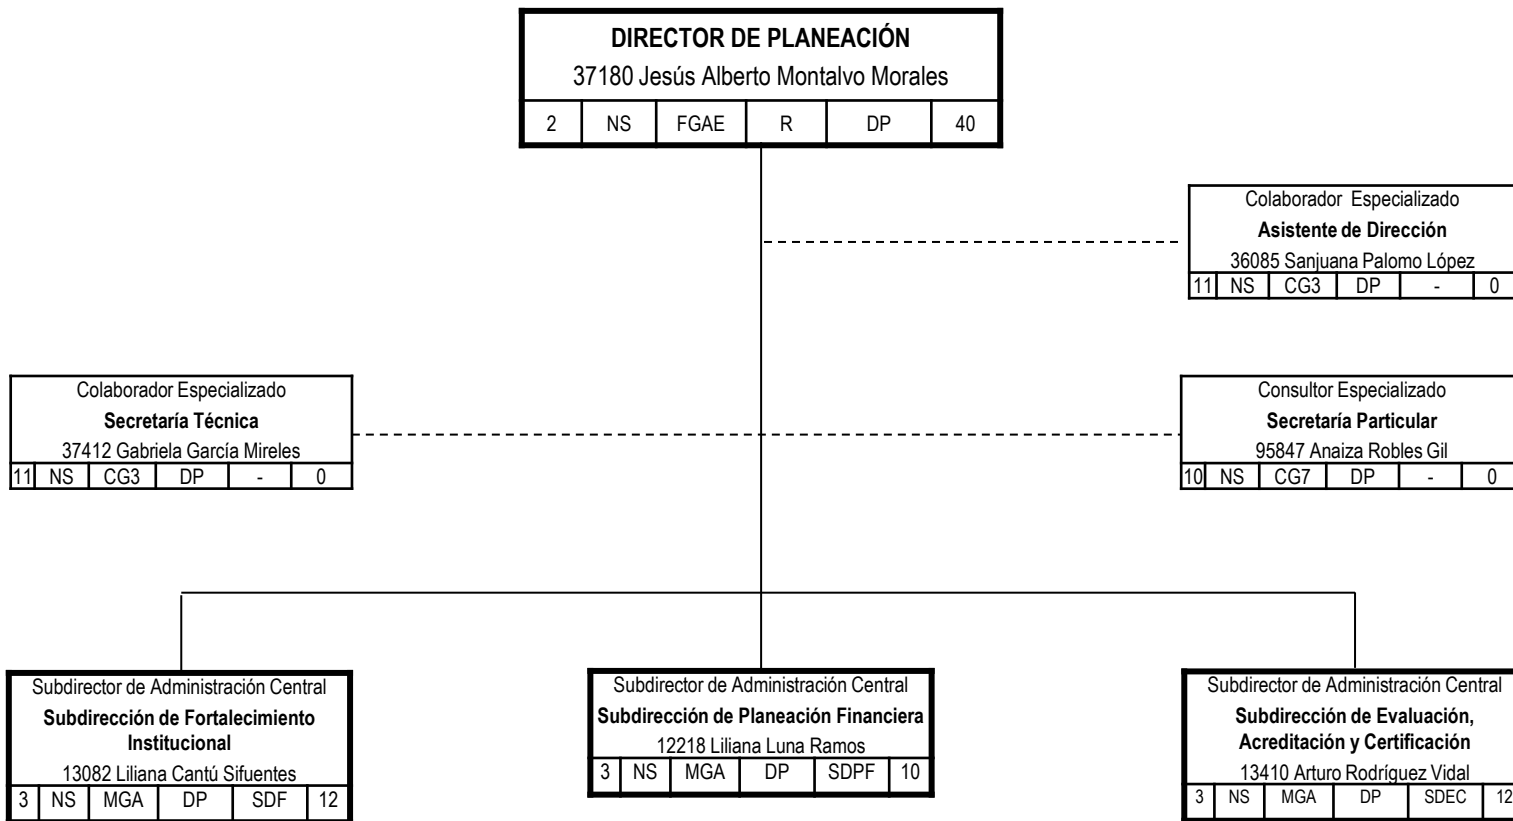 DIRECTOR DE PLANEACIÓN
37180 Jesús Alberto Montalvo Morales
2 NS FGAE R DP 40
Colaborador Especializado
Asistente de Dirección
36085 Sanjuana Palomo López
11 NS CG3 DP - 0
Colaborador Especializado
Secretaría Técnica
37412 Gabriela García Mireles
11 NS CG3 DP - 0
Consultor Especializado
Secretaría Particular
95847 Anaiza Robles Gil
10 NS CG7 DP - 0
Subdirector de Administración Central
Subdirección de Fortalecimiento
Institucional
13082 Liliana Cantú Sifuentes
3 NS MGA DP SDF 12
Subdirector de Administración Central
Subdirección de Planeación Financiera
12218 Liliana Luna Ramos
3 NS MGA DP SDPF 10
Subdirector de Administración Central
Subdirección de Evaluación,
Acreditación y Certificación
13410 Arturo Rodríguez Vidal
3 NS MGA DP SDEC 12